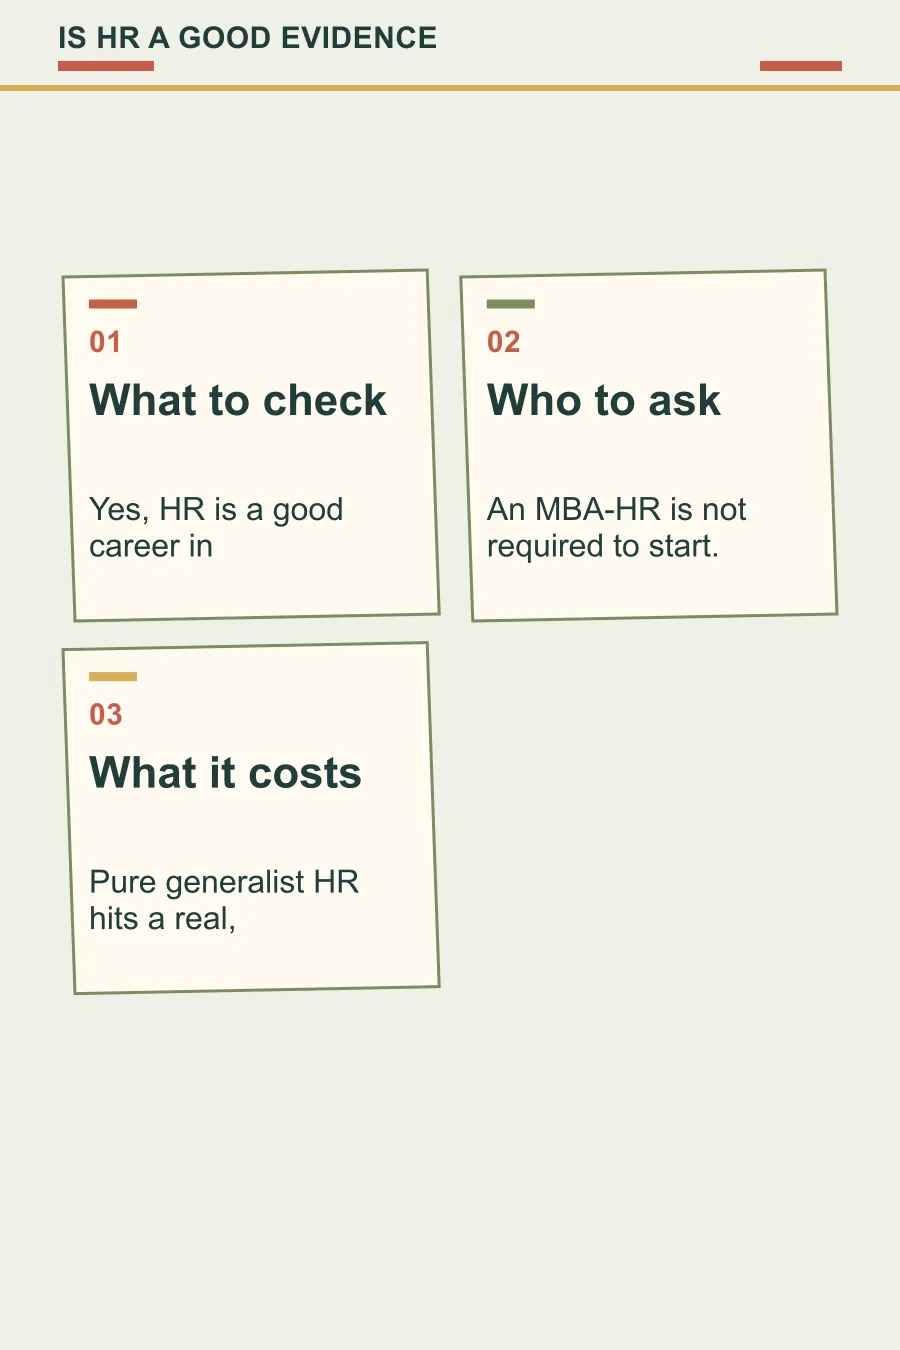 IS HR A GOOD EVIDENCE
01
What to check
Yes, HR is a good
career in
02
Who to ask
An MBA-HR is not
required to start.
03
What it costs
Pure generalist HR
hits a real,